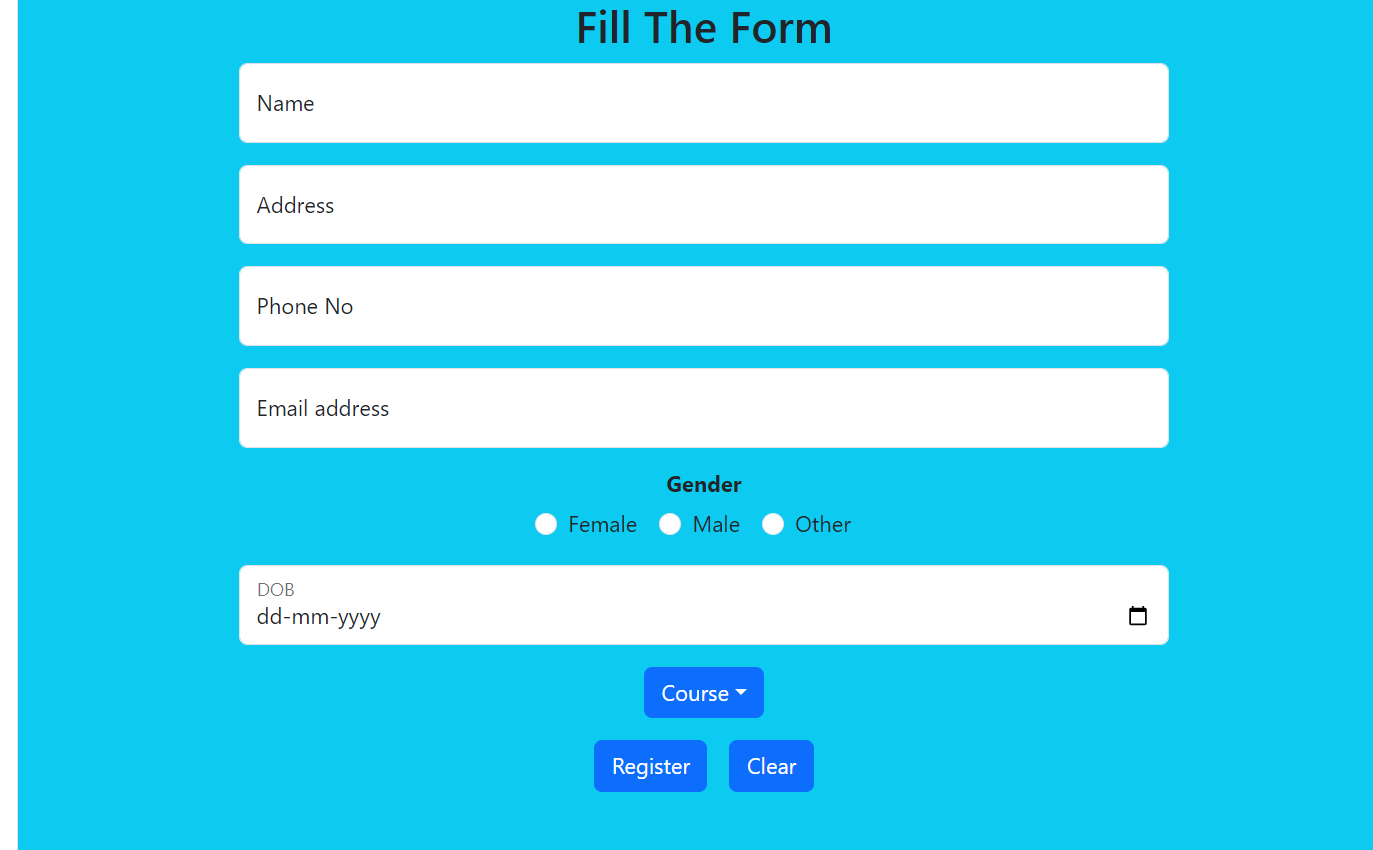 Fill The Form
Name
Address
Phone No
Email address
Gender
Female Male Other
DOB
dd-mm-yyyy
Course
Register Clear